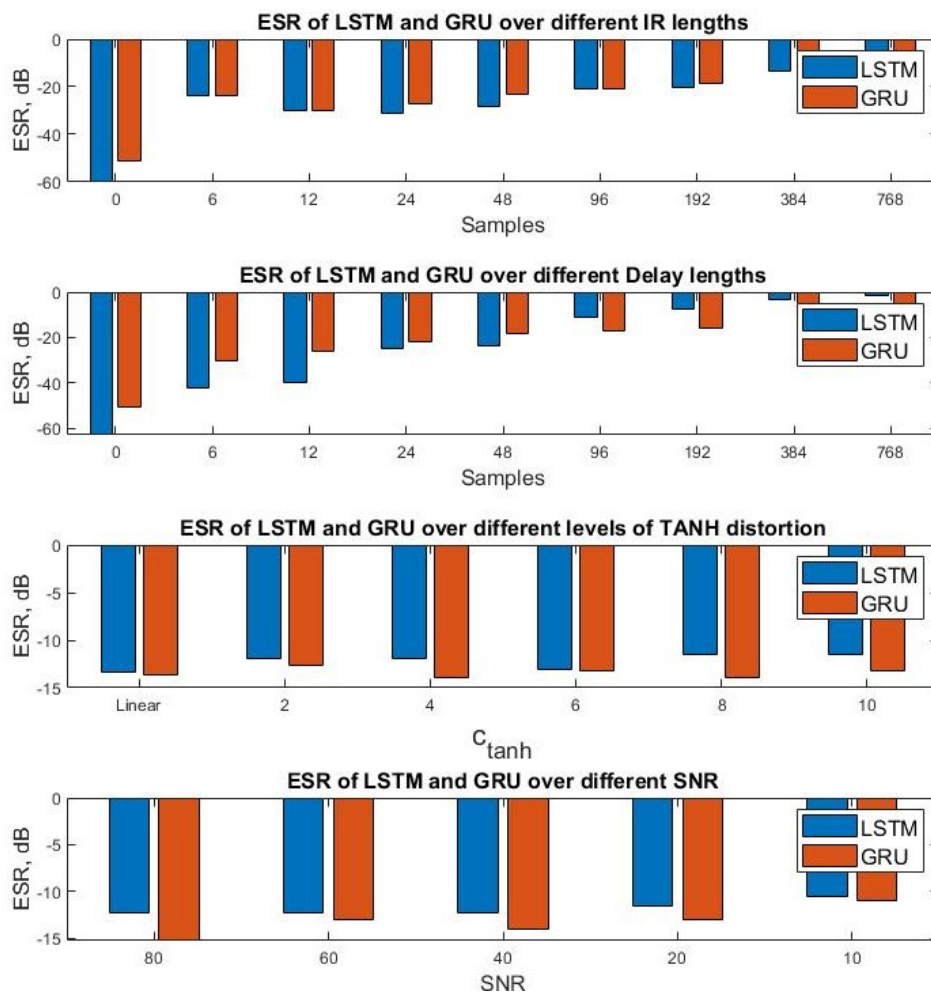 ESR of LSTM and GRU over different IR lengths
ESR, dB
0
-20
-40
-60
LSTM
GRU
0 6 12 24 48 96 192 384 768
Samples
ESR of LSTM and GRU over different Delay lengths
ESR, dB
0
-20
-40
-60
LSTM
GRU
0 6 12 24 48 96 192 384 768
Samples
ESR of LSTM and GRU over different levels of TANH distortion
ESR, dB
0
-5
-10
-15
LSTM
GRU
Linear 2 4 6 8 10
c_tanh
ESR of LSTM and GRU over different SNR
ESR, dB
0
-5
-10
-15
LSTM
GRU
80 60 40 20 10
SNR